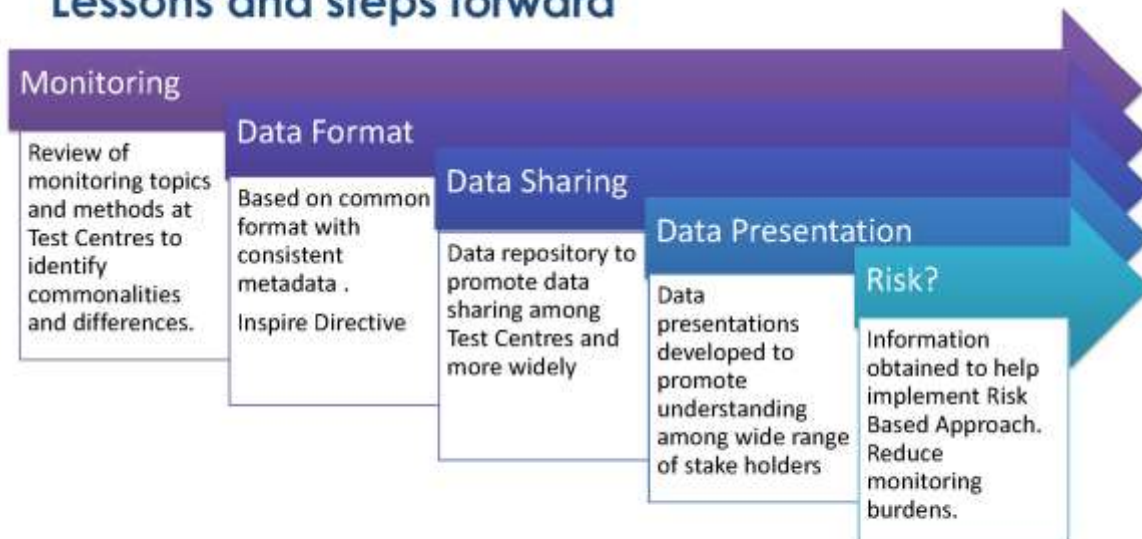 Lessons and steps forward
Monitoring
Review of
monitoring topics
and methods at
Test Centres to
identify
commonalities
and differences.
Data Format
Based on common
format with
consistent
metadata .
Inspire Directive
Data Sharing
Data repository to
promote data
sharing among
Test Centres and
more widely
Data Presentation
Data
presentations
developed to
promote
understanding
among wide range
of stake holders
Risk?
Information
obtained to help
implement Risk
Based Approach.
Reduce
monitoring
burdens.